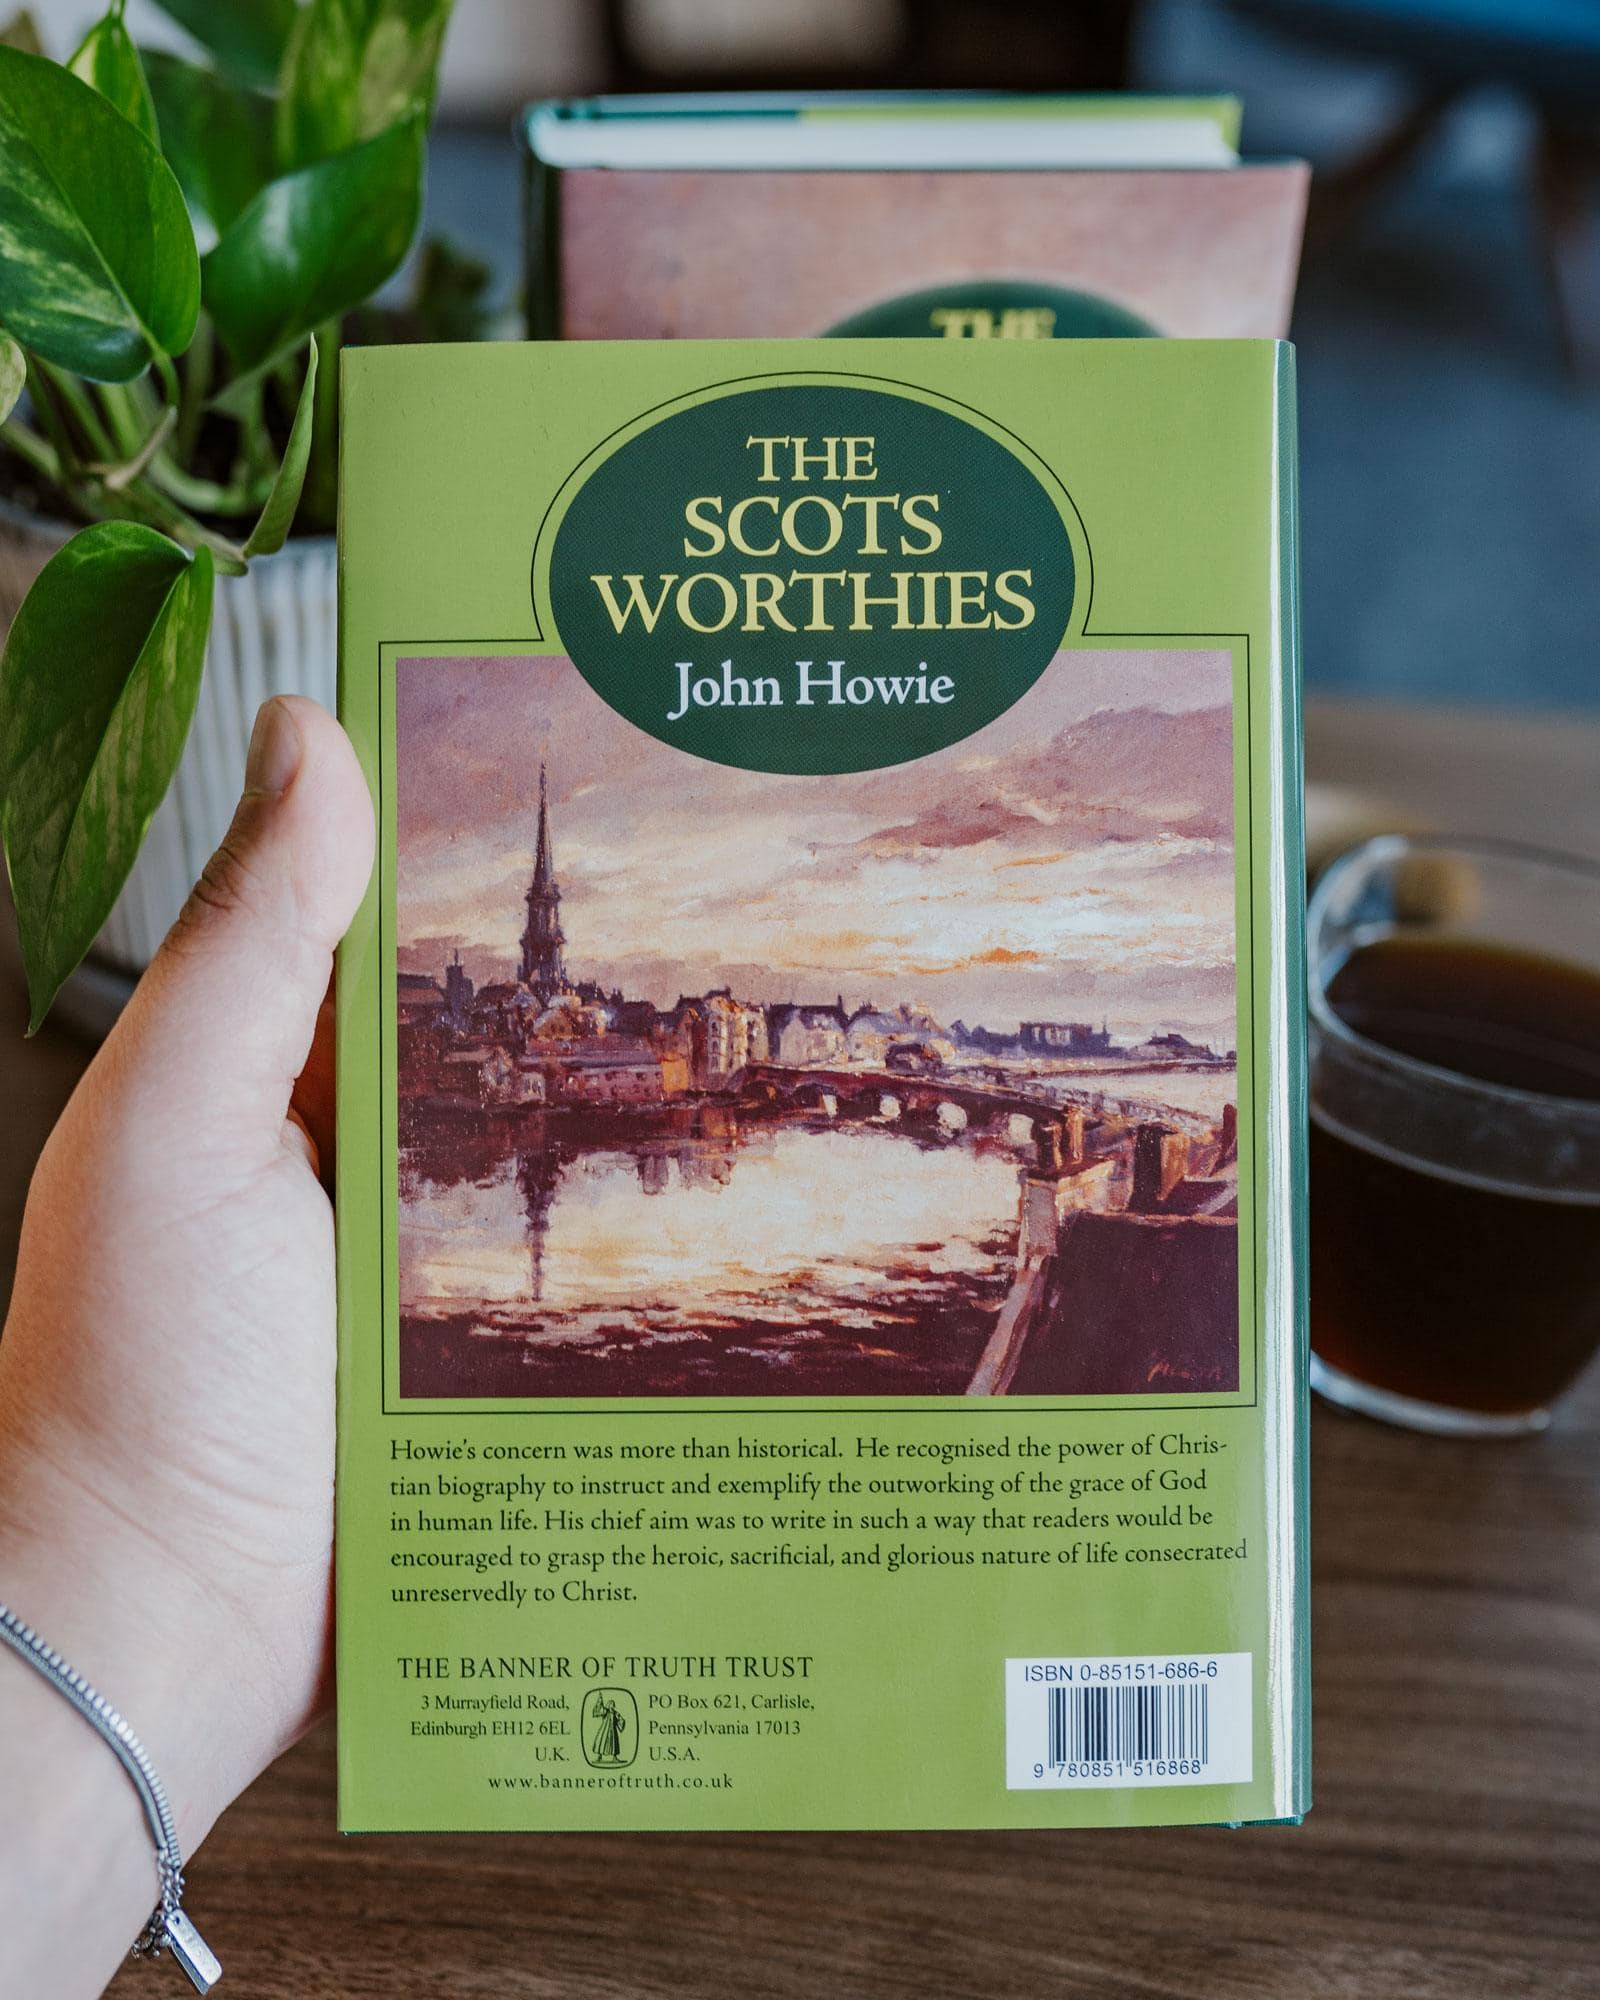 THE
THE
SCOTS
WORTHIES
John Howie
Howie's concern was more than historical. He recognised the power of Chris-
tian biography to instruct and exemplify the outworking of the grace of God
in human life. His chief aim was to write in such a way that readers would be
encouraged to grasp the heroic, sacrificial, and glorious nature of life consecrated
unreservedly to Christ.
THE BANNER OF TRUTH TRUST
3 Murrayfield Road,
Edinburgh EH12 6EL
U.K.
PO Box 621, Carlisle,
Pennsylvania 17013
U.S.A.
www.banneroftruth.co.uk
ISBN 0-85151-686-6
9 780851 516868